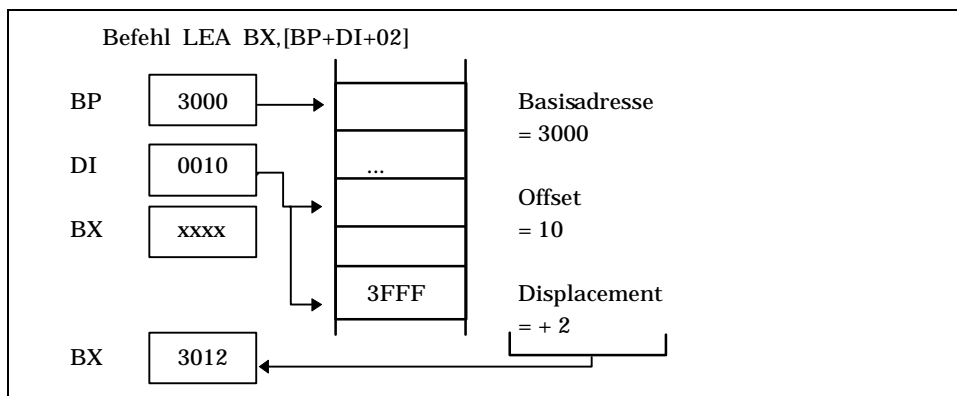 Befehl LEA BX,[BP+DI+02]
BP 3000 Basisadresse
= 3000
DI 0010 ...
Offset
BX xxxx = 10
3FFF Displacement
= + 2
BX 3012